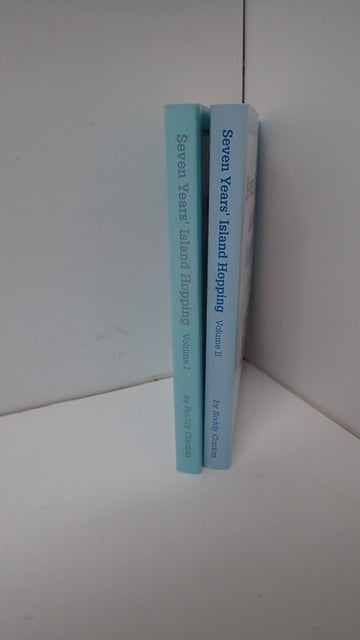 Seven Years' Island Hopping Volume I by Roddy Cordon
Seven Years' Island Hopping Volume II by Roddy Cordon